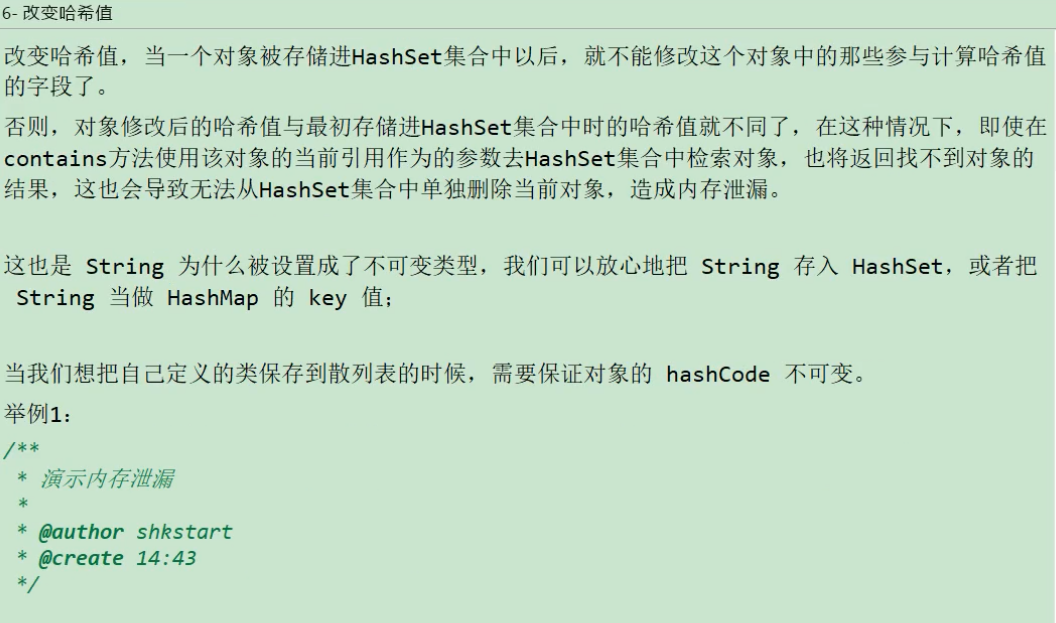 6- 改变哈希值
改变哈希值，当一个对象被存储进HashSet集合中以后，就不能修改这个对象中的那些参与计算哈希值
的字段了。
否则，对象修改后的哈希值与最初存储进HashSet集合中时的哈希值就不同了，在这种情况下，即使在
contains方法使用该对象的当前引用作为的参数去HashSet集合中检索对象，也将返回找不到对象的
结果，这也会导致无法从HashSet集合中单独删除当前对象，造成内存泄漏。
这也是 String 为什么被设置成了不可变类型，我们可以放心地把 String 存入 HashSet，或者把
String 当做 HashMap 的 key 值；
当我们想把自己定义的类保存到散列表的时候，需要保证对象的 hashCode 不可变。
举例1：
/**
* 演示内存泄漏
*
* @author shkstart
* @create 14:43
*/